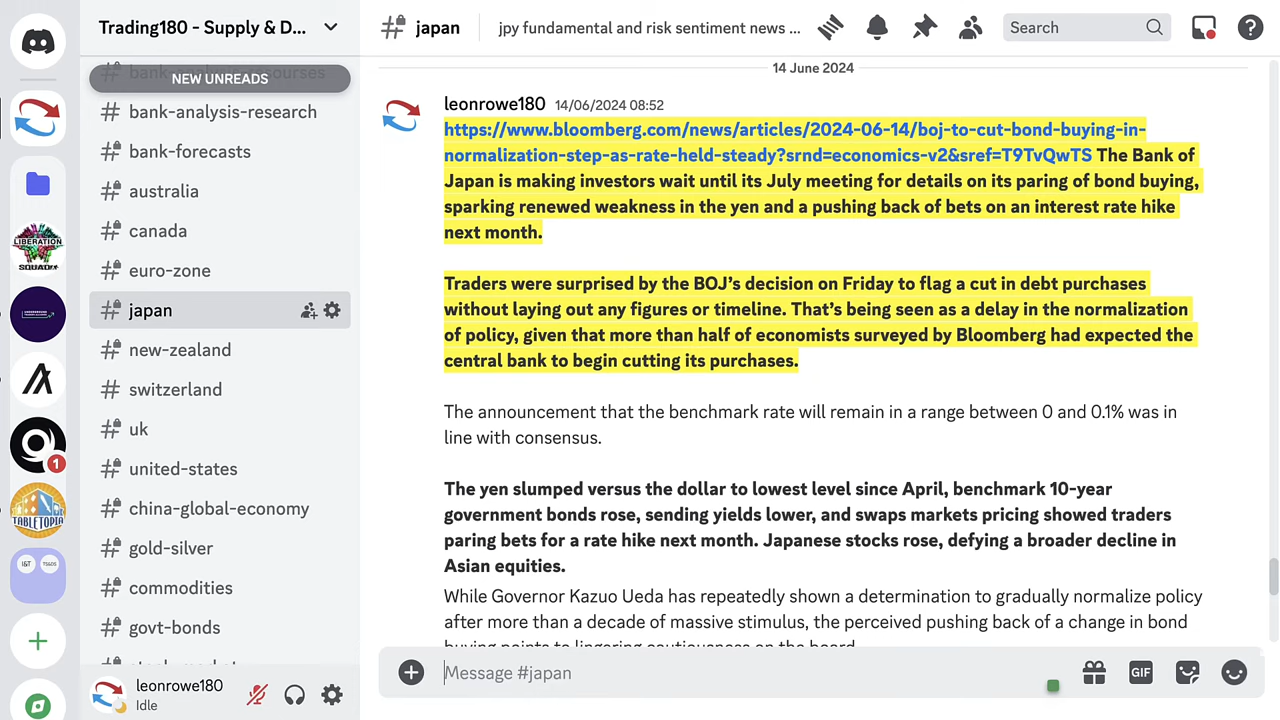 Trading180 - Supply & D...
NEW UNREADS
bank-analysis-research
bank-forecasts
australia
canada
euro-zone
japan
new-zealand
switzerland
uk
united-states
china-global-economy
gold-silver
commodities
govt-bonds
leonrowe180
Idle
LIBERATION
SQUAD
1
TABLETOPIA
I&T
japan
jpy fundamental and risk sentiment news ...
Search
14 June 2024
leonrowe180 14/06/2024 08:52
https://www.bloomberg.com/news/articles/2024-06-14/boj-to-cut-bond-buying-in-
normalization-step-as-rate-held-steady?srnd=economics-v2&sref=T9TvQwTS The Bank of
Japan is making investors wait until its July meeting for details on its paring of bond buying,
sparking renewed weakness in the yen and a pushing back of bets on an interest rate hike
next month.
Traders were surprised by the BOJ's decision on Friday to flag a cut in debt purchases
without laying out any figures or timeline. That's being seen as a delay in the normalization
of policy, given that more than half of economists surveyed by Bloomberg had expected the
central bank to begin cutting its purchases.
The announcement that the benchmark rate will remain in a range between 0 and 0.1% was in
line with consensus.
The yen slumped versus the dollar to lowest level since April, benchmark 10-year
government bonds rose, sending yields lower, and swaps markets pricing showed traders
paring bets for a rate hike next month. Japanese stocks rose, defying a broader decline in
Asian equities.
While Governor Kazuo Ueda has repeatedly shown a determination to gradually normalize policy
after more than a decade of massive stimulus, the perceived pushing back of a change in bond
buying points to lingering cautiousness on the board
Message #japan
GIF